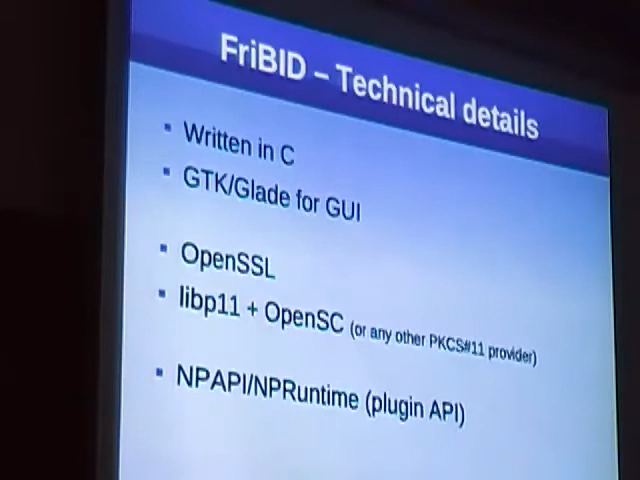 FriBID – Technical details
Written in C
GTK/Glade for GUI
OpenSSL
libp11 + OpenSC (or any other PKCS#11 provider)
NPAPI/NPRuntime (plugin API)